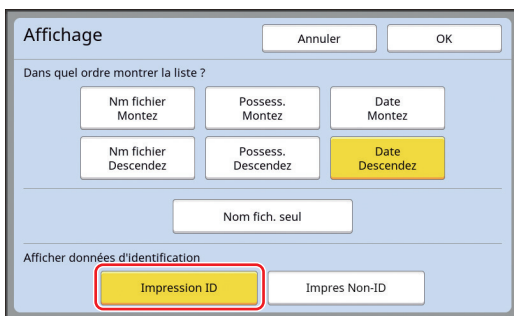 Affichage
Annuler
OK
Dans quel ordre montrer la liste ?
Nm fichier
Montez
Possess.
Montez
Date
Montez
Nm fichier
Descendez
Possess.
Descendez
Date
Descendez
Nom fich. seul
Afficher données d'identification
Impression ID
Impres Non-ID